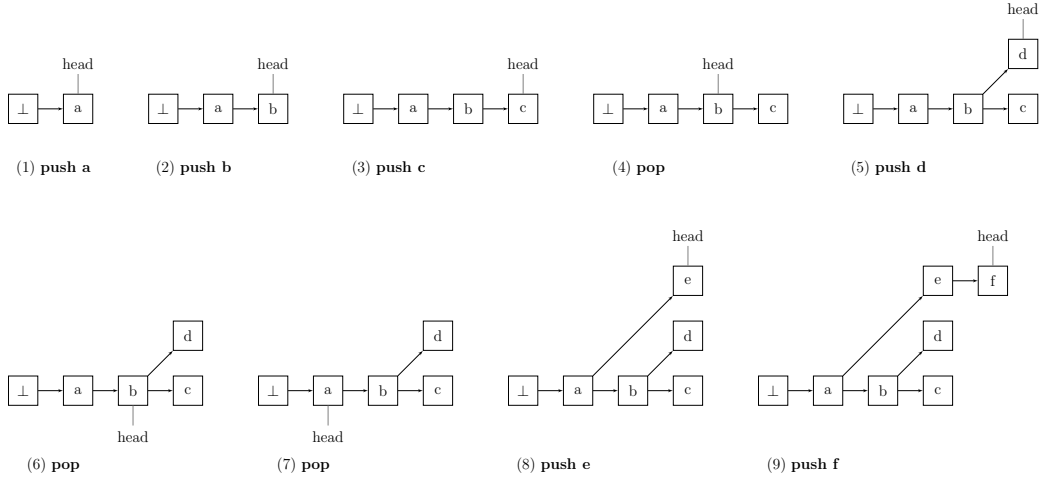 head
head
head
head
head
⊥ a
⊥ a b
⊥ a b c
⊥ a b c
⊥ a b d c
(1) push a
(2) push b
(3) push c
(4) pop
(5) push d
head
head
⊥ a b d c
⊥ a b d c
⊥ a e b d c
⊥ a e f b d c
head
head
(6) pop
(7) pop
(8) push e
(9) push f